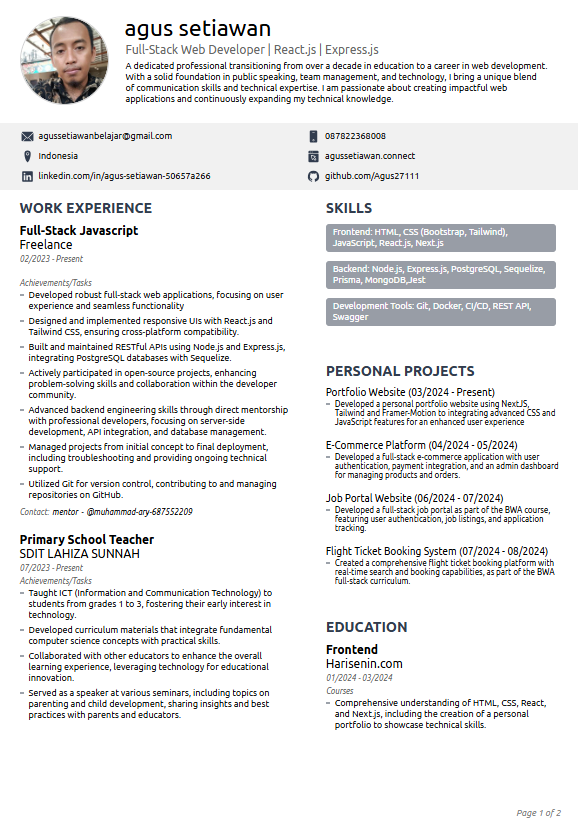 agus setiawan
Full-Stack Web Developer | React.js | Express.js
A dedicated professional transitioning from over a decade in education to a career in web development.
With a solid foundation in public speaking, team management, and technology, I bring a unique blend
of communication skills and technical expertise. I am passionate about creating impactful web
applications and continuously expanding my technical knowledge.
agussetiawanbelajar@gmail.com
087822368008
Indonesia
agussetiawan.connect
linkedin.com/in/agus-setiawan-50657a266
github.com/Agus27111
WORK EXPERIENCE
Full-Stack Javascript
Freelance
02/2023 - Present
Achievements/Tasks
– Developed robust full-stack web applications, focusing on user
experience and seamless functionality
– Designed and implemented responsive UIs with React.js and
Tailwind CSS, ensuring cross-platform compatibility.
– Built and maintained RESTful APIs using Node.js and Express.js,
integrating PostgreSQL databases with Sequelize.
– Actively participated in open-source projects, enhancing
problem-solving skills and collaboration within the developer
community.
– Advanced backend engineering skills through direct mentorship
with professional developers, focusing on server-side
development, API integration, and database management.
– Managed projects from initial concept to final deployment,
including troubleshooting and providing ongoing technical
support.
– Utilized Git for version control, contributing to and managing
repositories on GitHub.
Contact: mentor - @muhammad-ary-687552209
Primary School Teacher
SDIT LAHIZA SUNNAH
07/2023 - Present
Achievements/Tasks
– Taught ICT (Information and Communication Technology) to
students from grades 1 to 3, fostering their early interest in
technology.
– Developed curriculum materials that integrate fundamental
computer science concepts with practical skills.
– Collaborated with other educators to enhance the overall
learning experience, leveraging technology for educational
innovation.
– Served as a speaker at various seminars, including topics on
parenting and child development, sharing insights and best
practices with parents and educators.
SKILLS
Frontend: HTML, CSS (Bootstrap, Tailwind),
JavaScript, React.js, Next.js
Backend: Node.js, Express.js, PostgreSQL, Sequelize,
Prisma, MongoDB,Jest
Development Tools: Git, Docker, CI/CD, REST API,
Swagger
PERSONAL PROJECTS
Portfolio Website (03/2024 - Present)
– Developed a personal portfolio website using NextJS,
Tailwind and Framer-Motion to integrating advanced CSS and
JavaScript features for an enhanced user experience
E-Commerce Platform (04/2024 - 05/2024)
– Developed a full-stack e-commerce application with user
authentication, payment integration, and an admin dashboard
for managing products and orders.
Job Portal Website (06/2024 - 07/2024)
– Developed a full-stack job portal as part of the BWA course,
featuring user authentication, job listings, and application
tracking.
Flight Ticket Booking System (07/2024 - 08/2024)
– Created a comprehensive flight ticket booking platform with
real-time search and booking capabilities, as part of the BWA
full-stack curriculum.
EDUCATION
Frontend
Harisenin.com
01/2024 - 03/2024
Courses
– Comprehensive understanding of HTML, CSS, React,
and Next.js, including the creation of a personal
portfolio to showcase technical skills.
Page 1 of 2